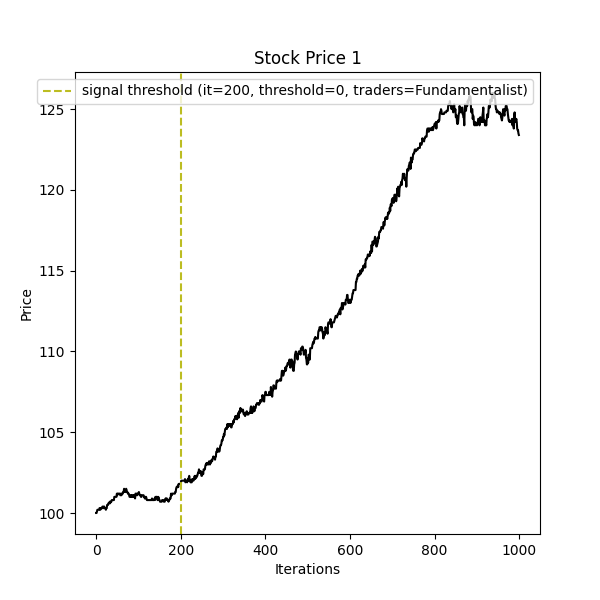 Stock Price 1
signal threshold (it=200, threshold=0, traders=Fundamentalist)
125
120
115
110
105
100
Price
0 200 400 600 800 1000
Iterations